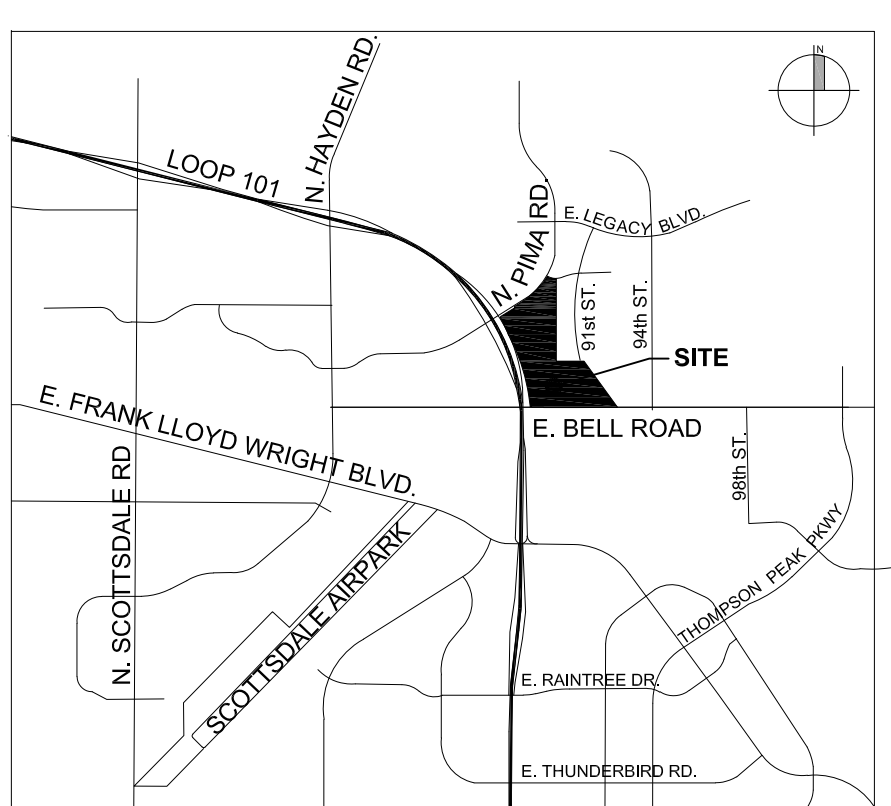 N
N. HAYDEN RD.
LOOP 101
N. PIMA RD.
E. LEGACY BLVD.
91st ST.
94th ST.
SITE
E. FRANK LLOYD WRIGHT BLVD.
E. BELL ROAD
N. SCOTTSDALE RD
98th ST.
SCOTTSDALE AIRPARK
THOMPSON PEAK PKWY
E. RAINTREE DR.
E. THUNDERBIRD RD.